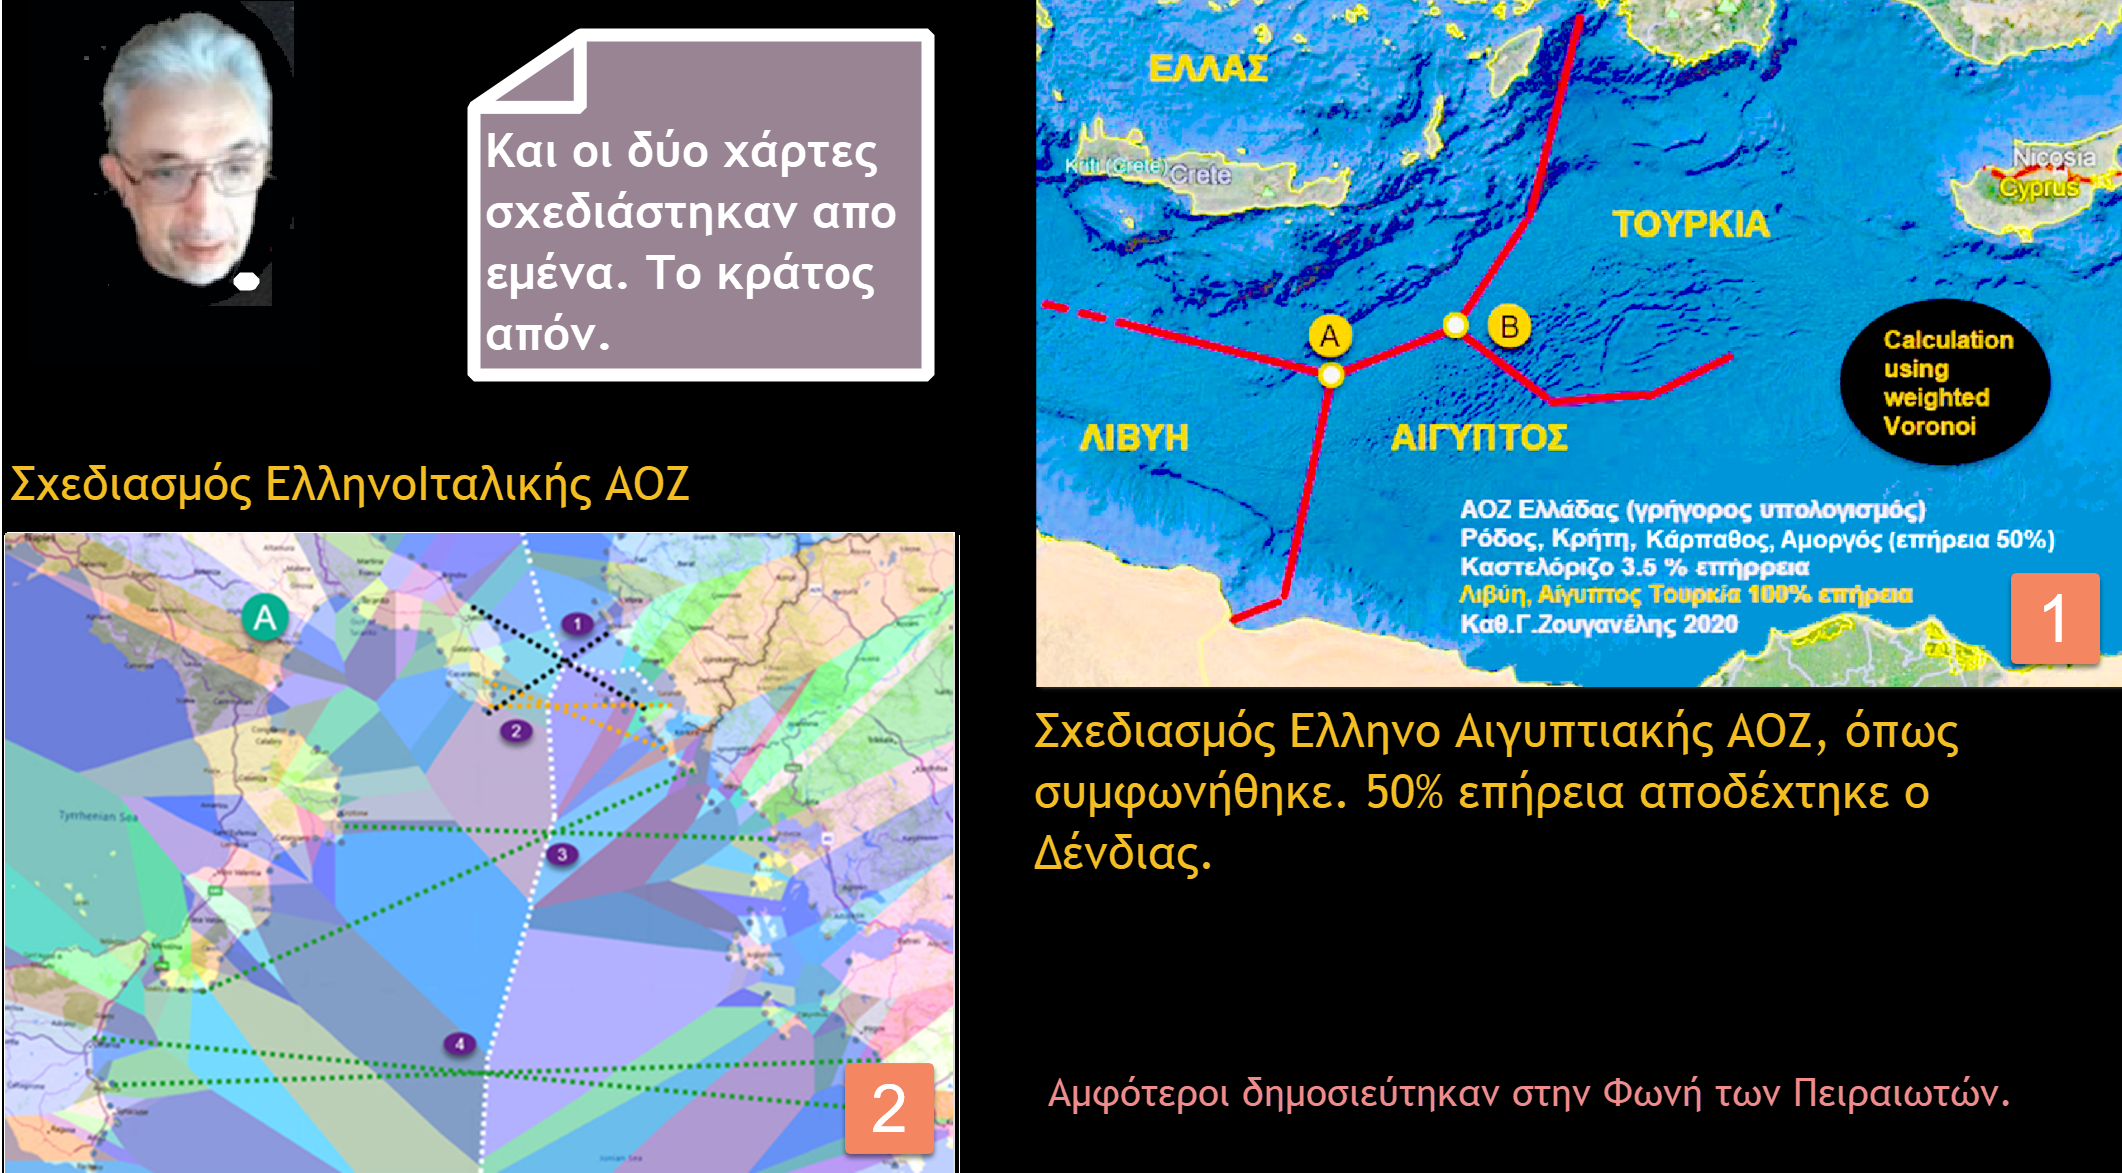 Και οι δύο χάρτες
σχεδιάστηκαν απο
εμένα. Το κράτος
απόν.
Σχεδιασμός ΕλληνοΙταλικής ΑΟΖ
A
1
2
3
4
Tyrrhenian Sea
Ionian Sea
2
ΕΛΛΑΣ
Kriti (Crete)
Crete
Nicosia
Cyprus
ΤΟΥΡΚΙΑ
A
B
Calculation
using
weighted
Voronoi
ΛΙΒΥΗ
ΑΙΓΥΠΤΟΣ
ΑΟΖ Ελλάδας (γρήγορος υπολογισμός)
Ρόδος, Κρήτη, Κάρπαθος, Αμοργός (επήρεια 50%)
Καστελόριζο 3.5 % επήρρεια
Λιβύη, Αίγυπτος Τουρκία 100% επήρεια
Καθ.Γ.Ζουγανέλης 2020
1
Σχεδιασμός Ελληνο Αιγυπτιακής ΑΟΖ, όπως
συμφωνήθηκε. 50% επήρεια αποδέχτηκε ο
Δένδιας.
Αμφότεροι δημοσιεύτηκαν στην Φωνή των Πειραιωτών.